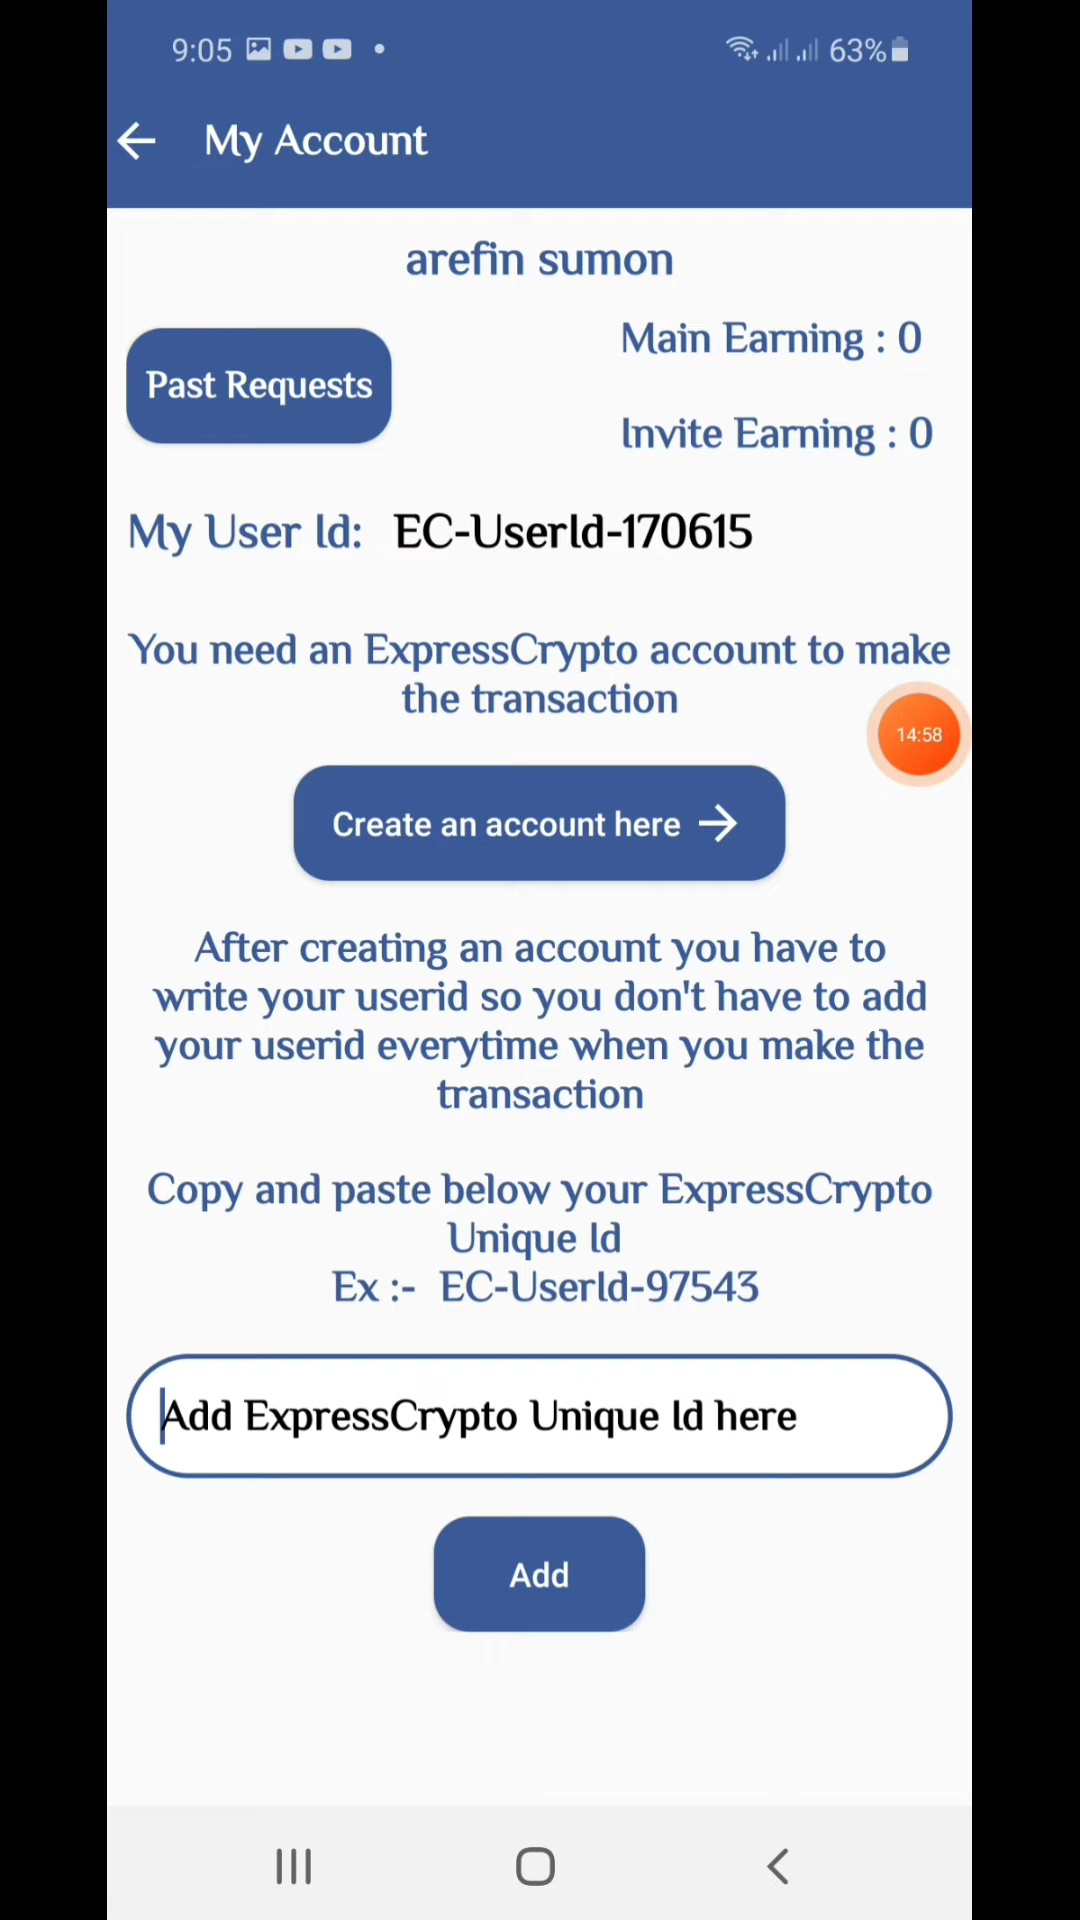 9:05
63%
My Account
arefin sumon
Past Requests
Main Earning : 0
Invite Earning : 0
My User Id: EC-UserId-170615
You need an ExpressCrypto account to make
the transaction
14:58
Create an account here
After creating an account you have to
write your userid so you don't have to add
your userid everytime when you make the
transaction
Copy and paste below your ExpressCrypto
Unique Id
Ex :- EC-UserId-97543
Add ExpressCrypto Unique Id here
Add